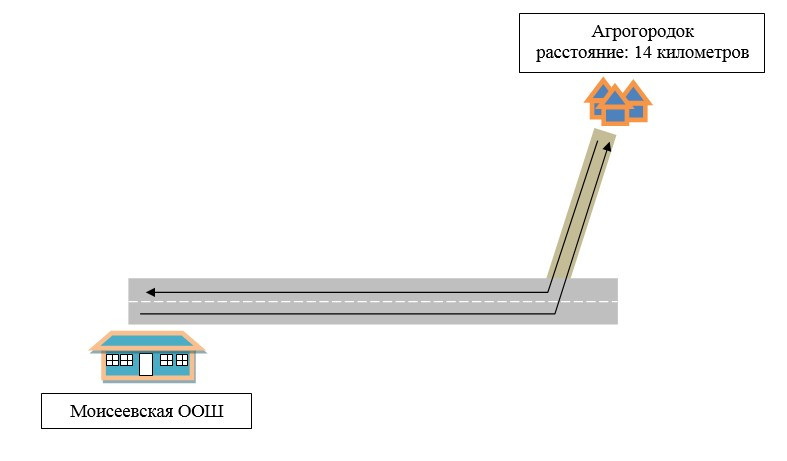 Агрогородок
расстояние: 14 километров
Моисеевская ООШ